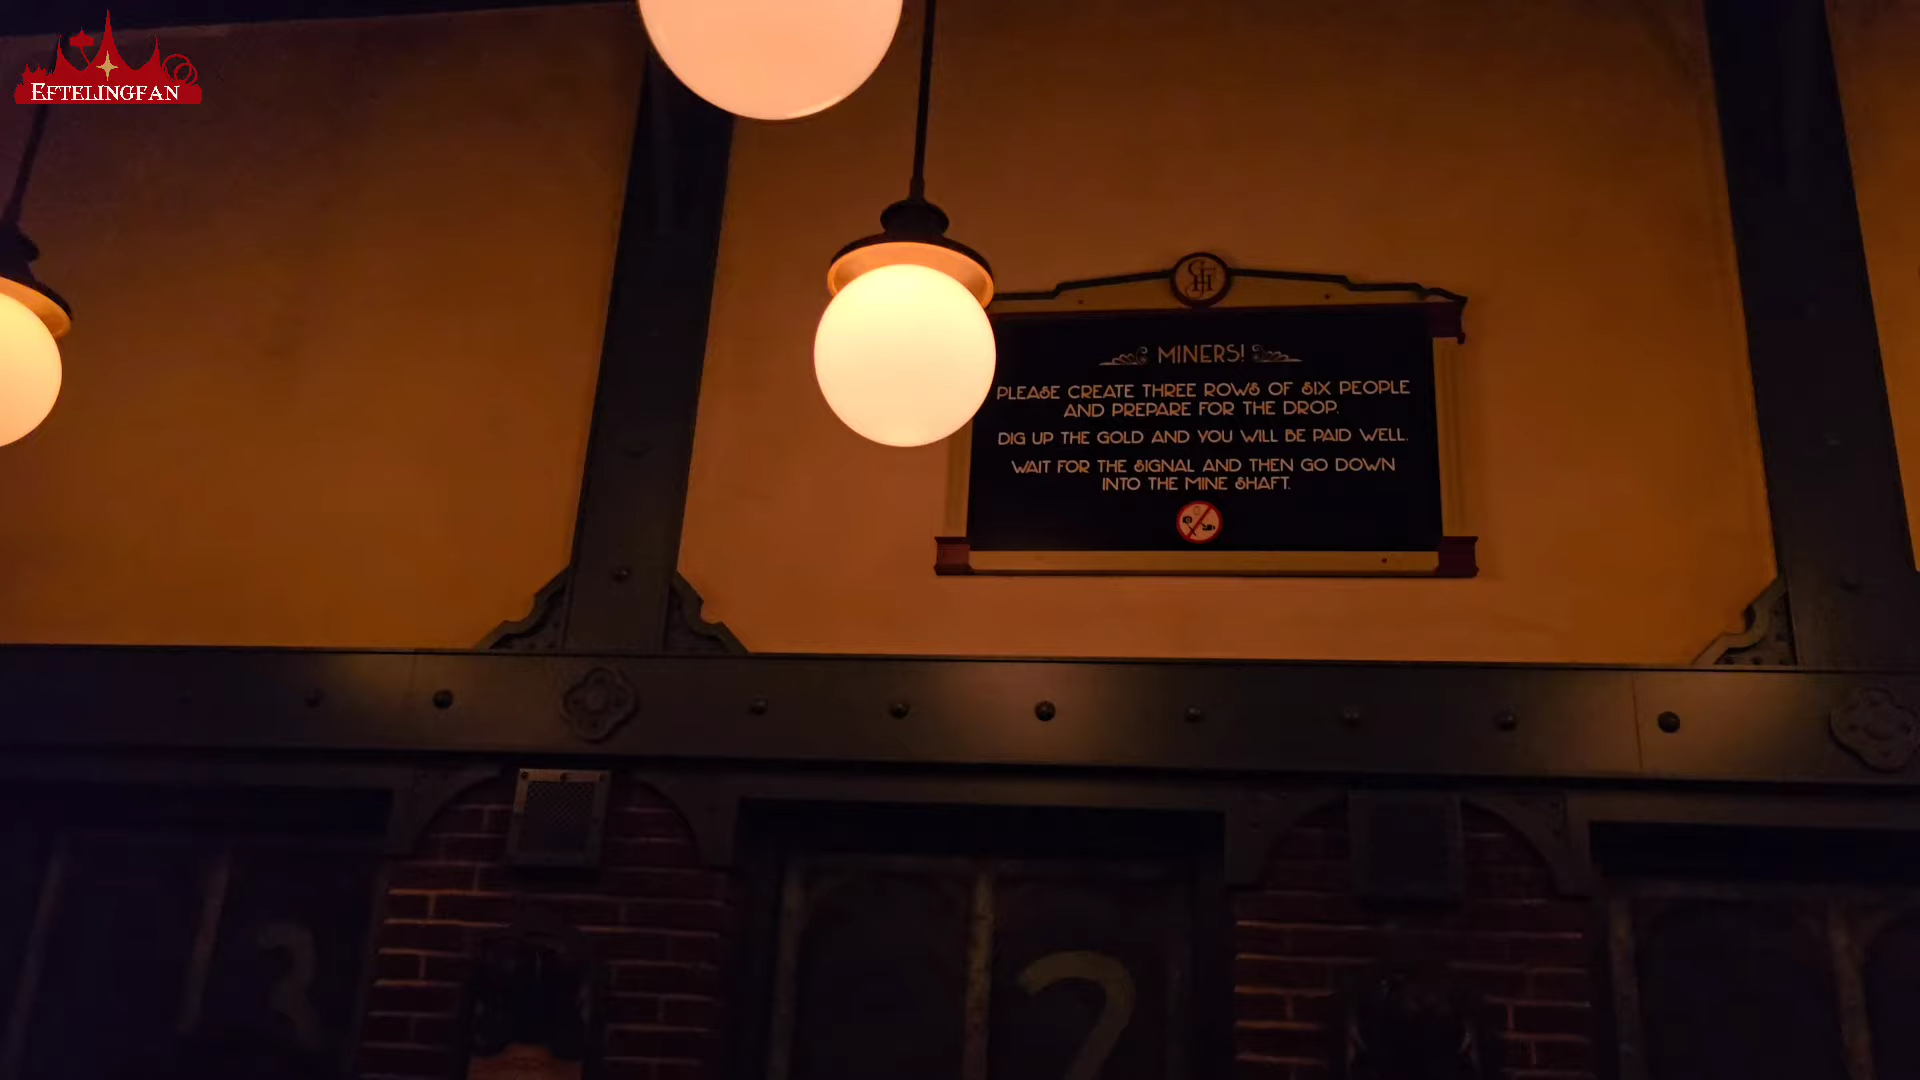 EFTELINGFAN
SFH
MINERS!
PLEASE CREATE THREE ROWS OF SIX PEOPLE
AND PREPARE FOR THE DROP.
DIG UP THE GOLD AND YOU WILL BE PAID WELL.
WAIT FOR THE SIGNAL AND THEN GO DOWN
INTO THE MINE SHAFT.
3
2